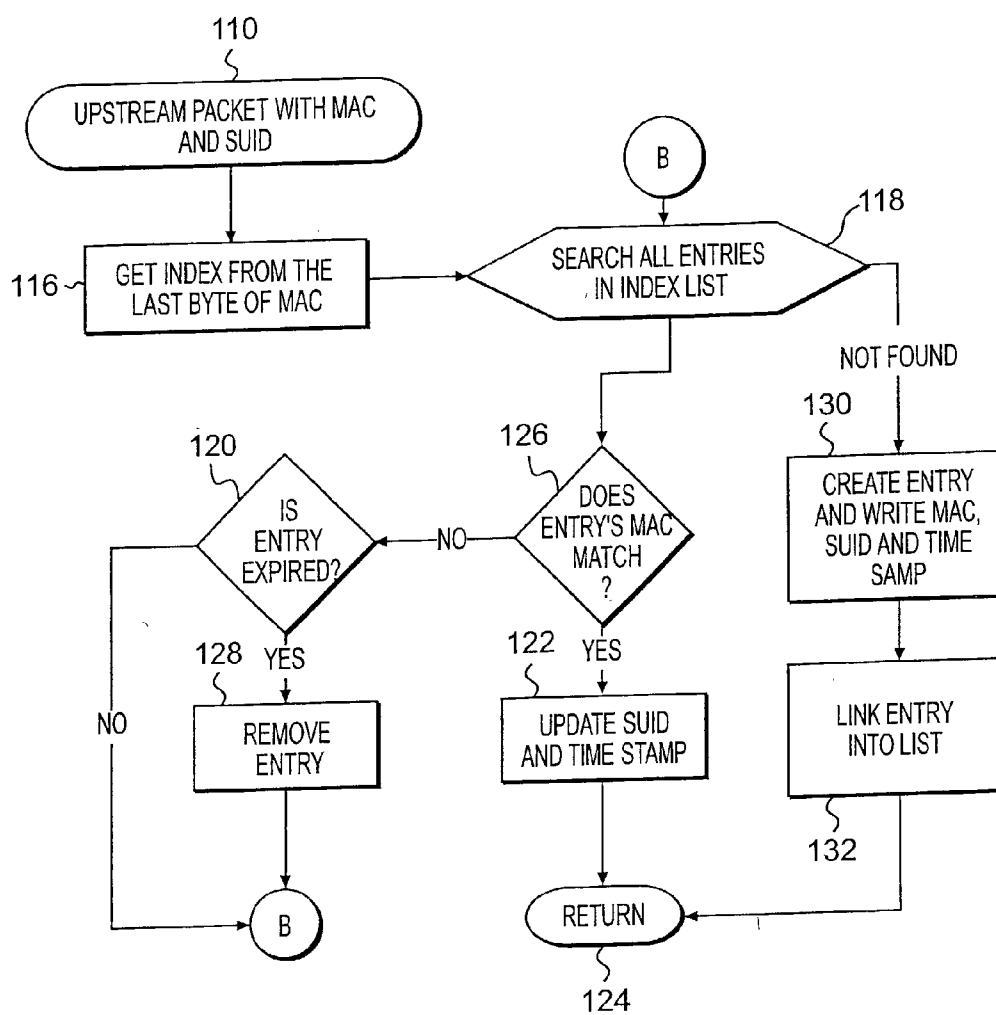 110
UPSTREAM PACKET WITH MAC
AND SUID
B
118
116
GET INDEX FROM THE
LAST BYTE OF MAC
SEARCH ALL ENTRIES
IN INDEX LIST
NOT FOUND
120
IS
ENTRY
EXPIRED?
NO
126
DOES
ENTRY'S MAC
MATCH
?
130
CREATE ENTRY
AND WRITE MAC,
SUID AND TIME
SAMP
YES
128
REMOVE
ENTRY
NO
YES
122
UPDATE SUID
AND TIME STAMP
LINK ENTRY
INTO LIST
132
B
RETURN
124